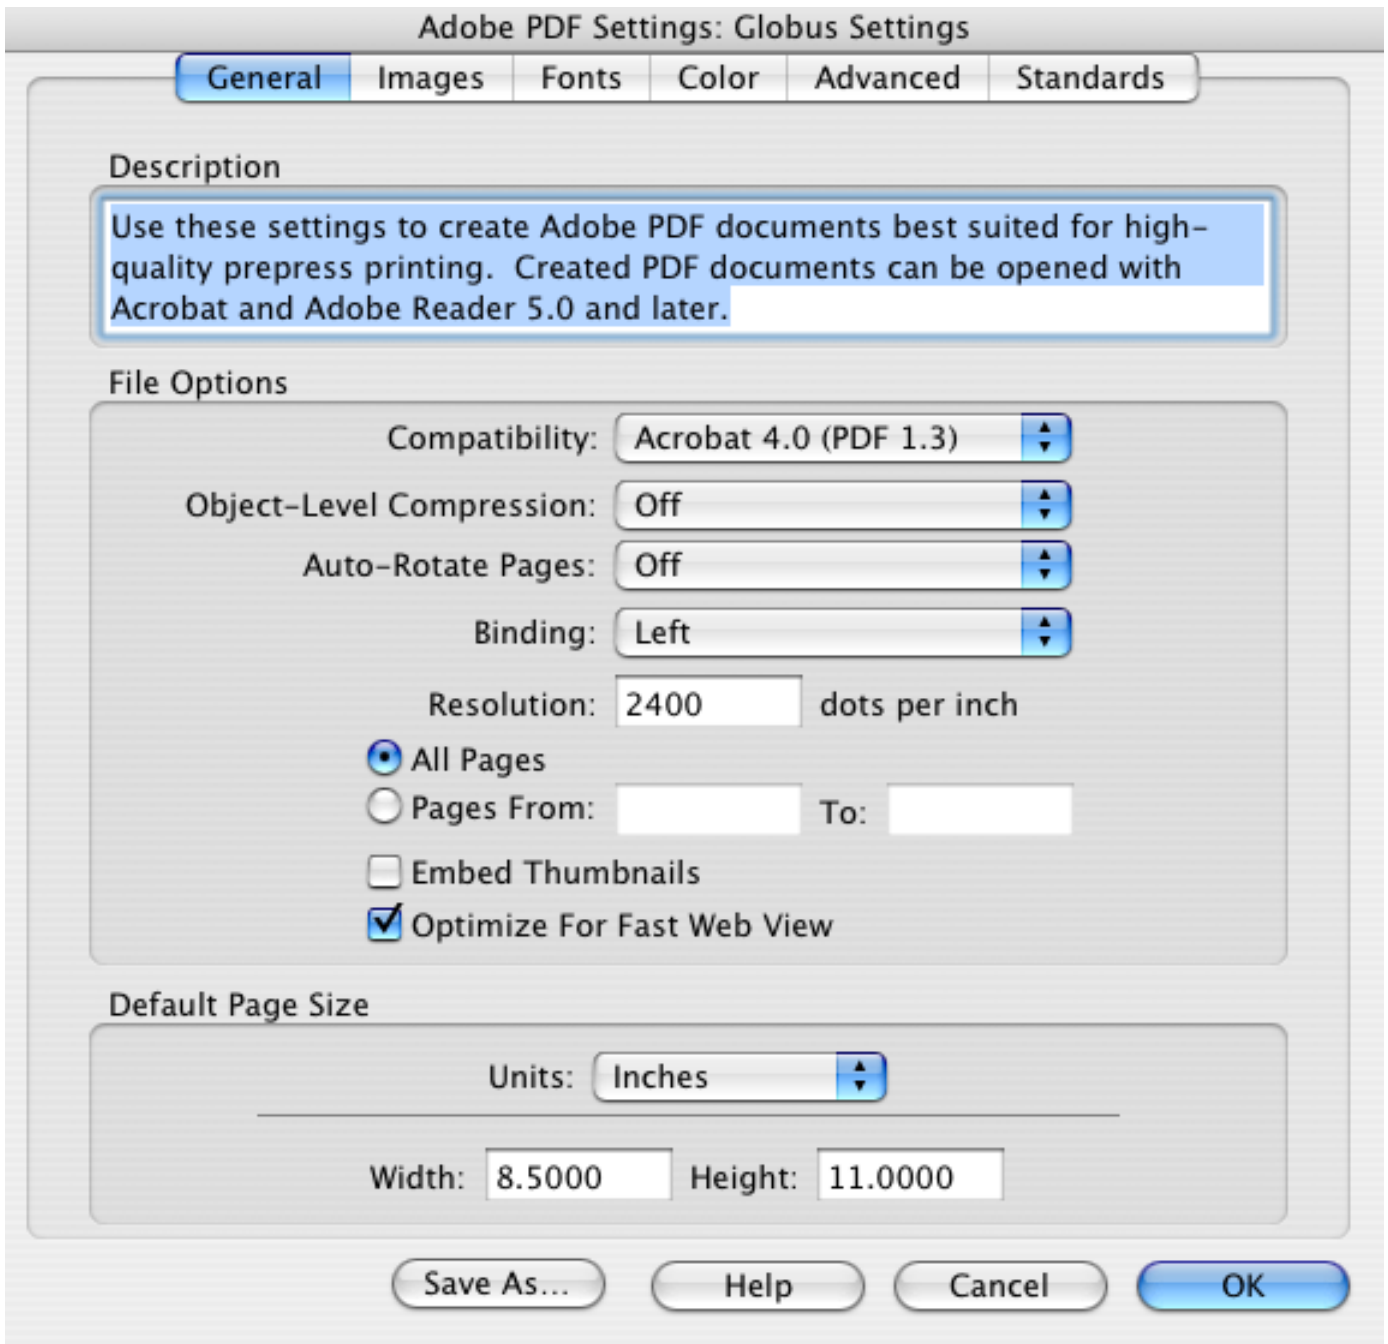 Adobe PDF Settings: Globus Settings
General Images Fonts Color Advanced Standards
Description
Use these settings to create Adobe PDF documents best suited for high-
quality prepress printing.  Created PDF documents can be opened with
Acrobat and Adobe Reader 5.0 and later.
File Options
Compatibility: Acrobat 4.0 (PDF 1.3)
Object-Level Compression: Off
Auto-Rotate Pages: Off
Binding: Left
Resolution: 2400 dots per inch
All Pages
Pages From: To:
Embed Thumbnails
Optimize For Fast Web View
Default Page Size
Units: Inches
Width: 8.5000 Height: 11.0000
Save As... Help Cancel OK